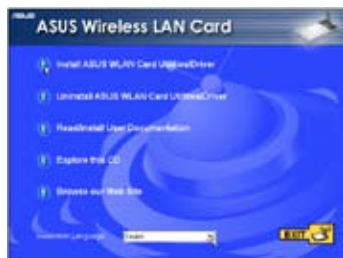 ASUS Wireless LAN Card
Install ASUS WLAN Card Utilities/Driver
Uninstall ASUS WLAN Card Utilities/Driver
Read/Install User Documentation
Explore this CD
Browse our Web Site
Language:
EXIT